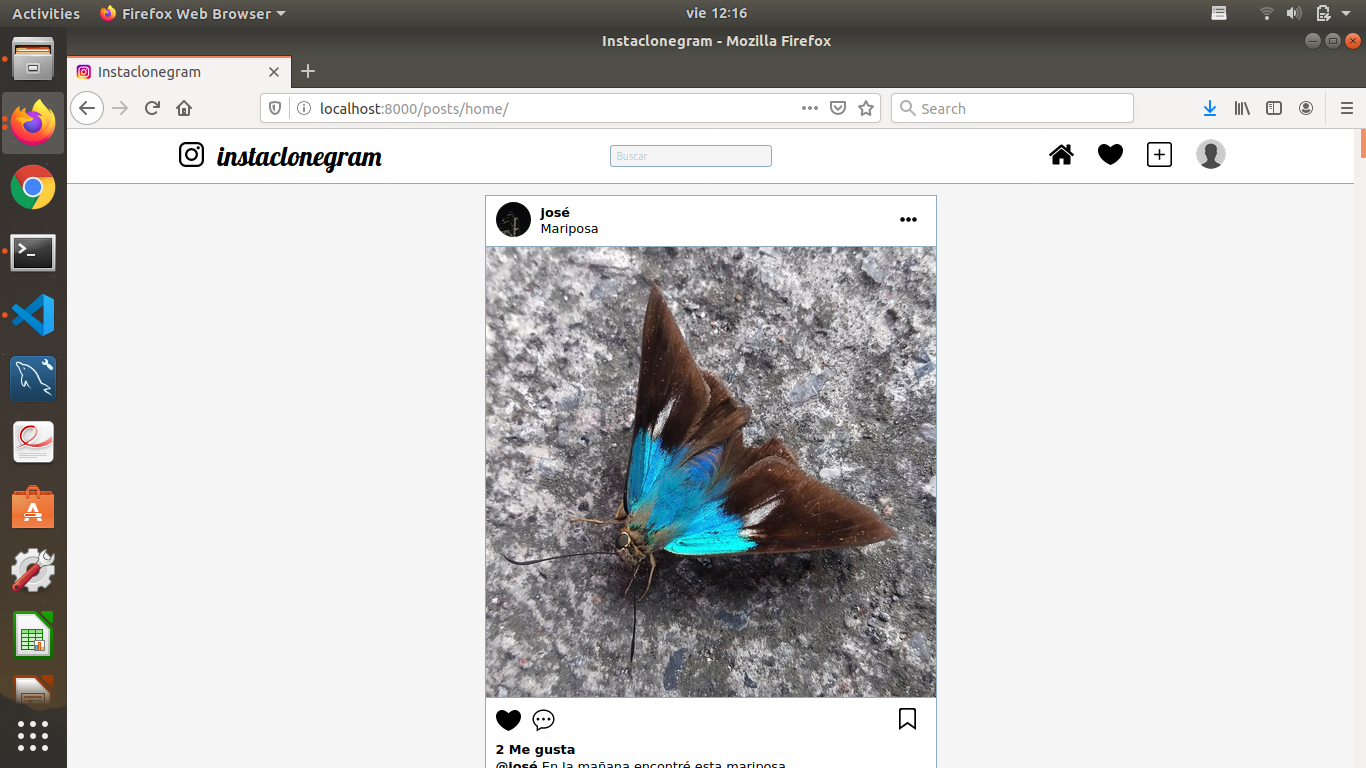 Activities
Firefox Web Browser
vie 12:16
Instaclonegram - Mozilla Firefox
Instaclonegram
localhost:8000/posts/home/
Search
instaclonegram
Buscar
José
Mariposa
2 Me gusta
@José En la mañana encontré esta mariposa